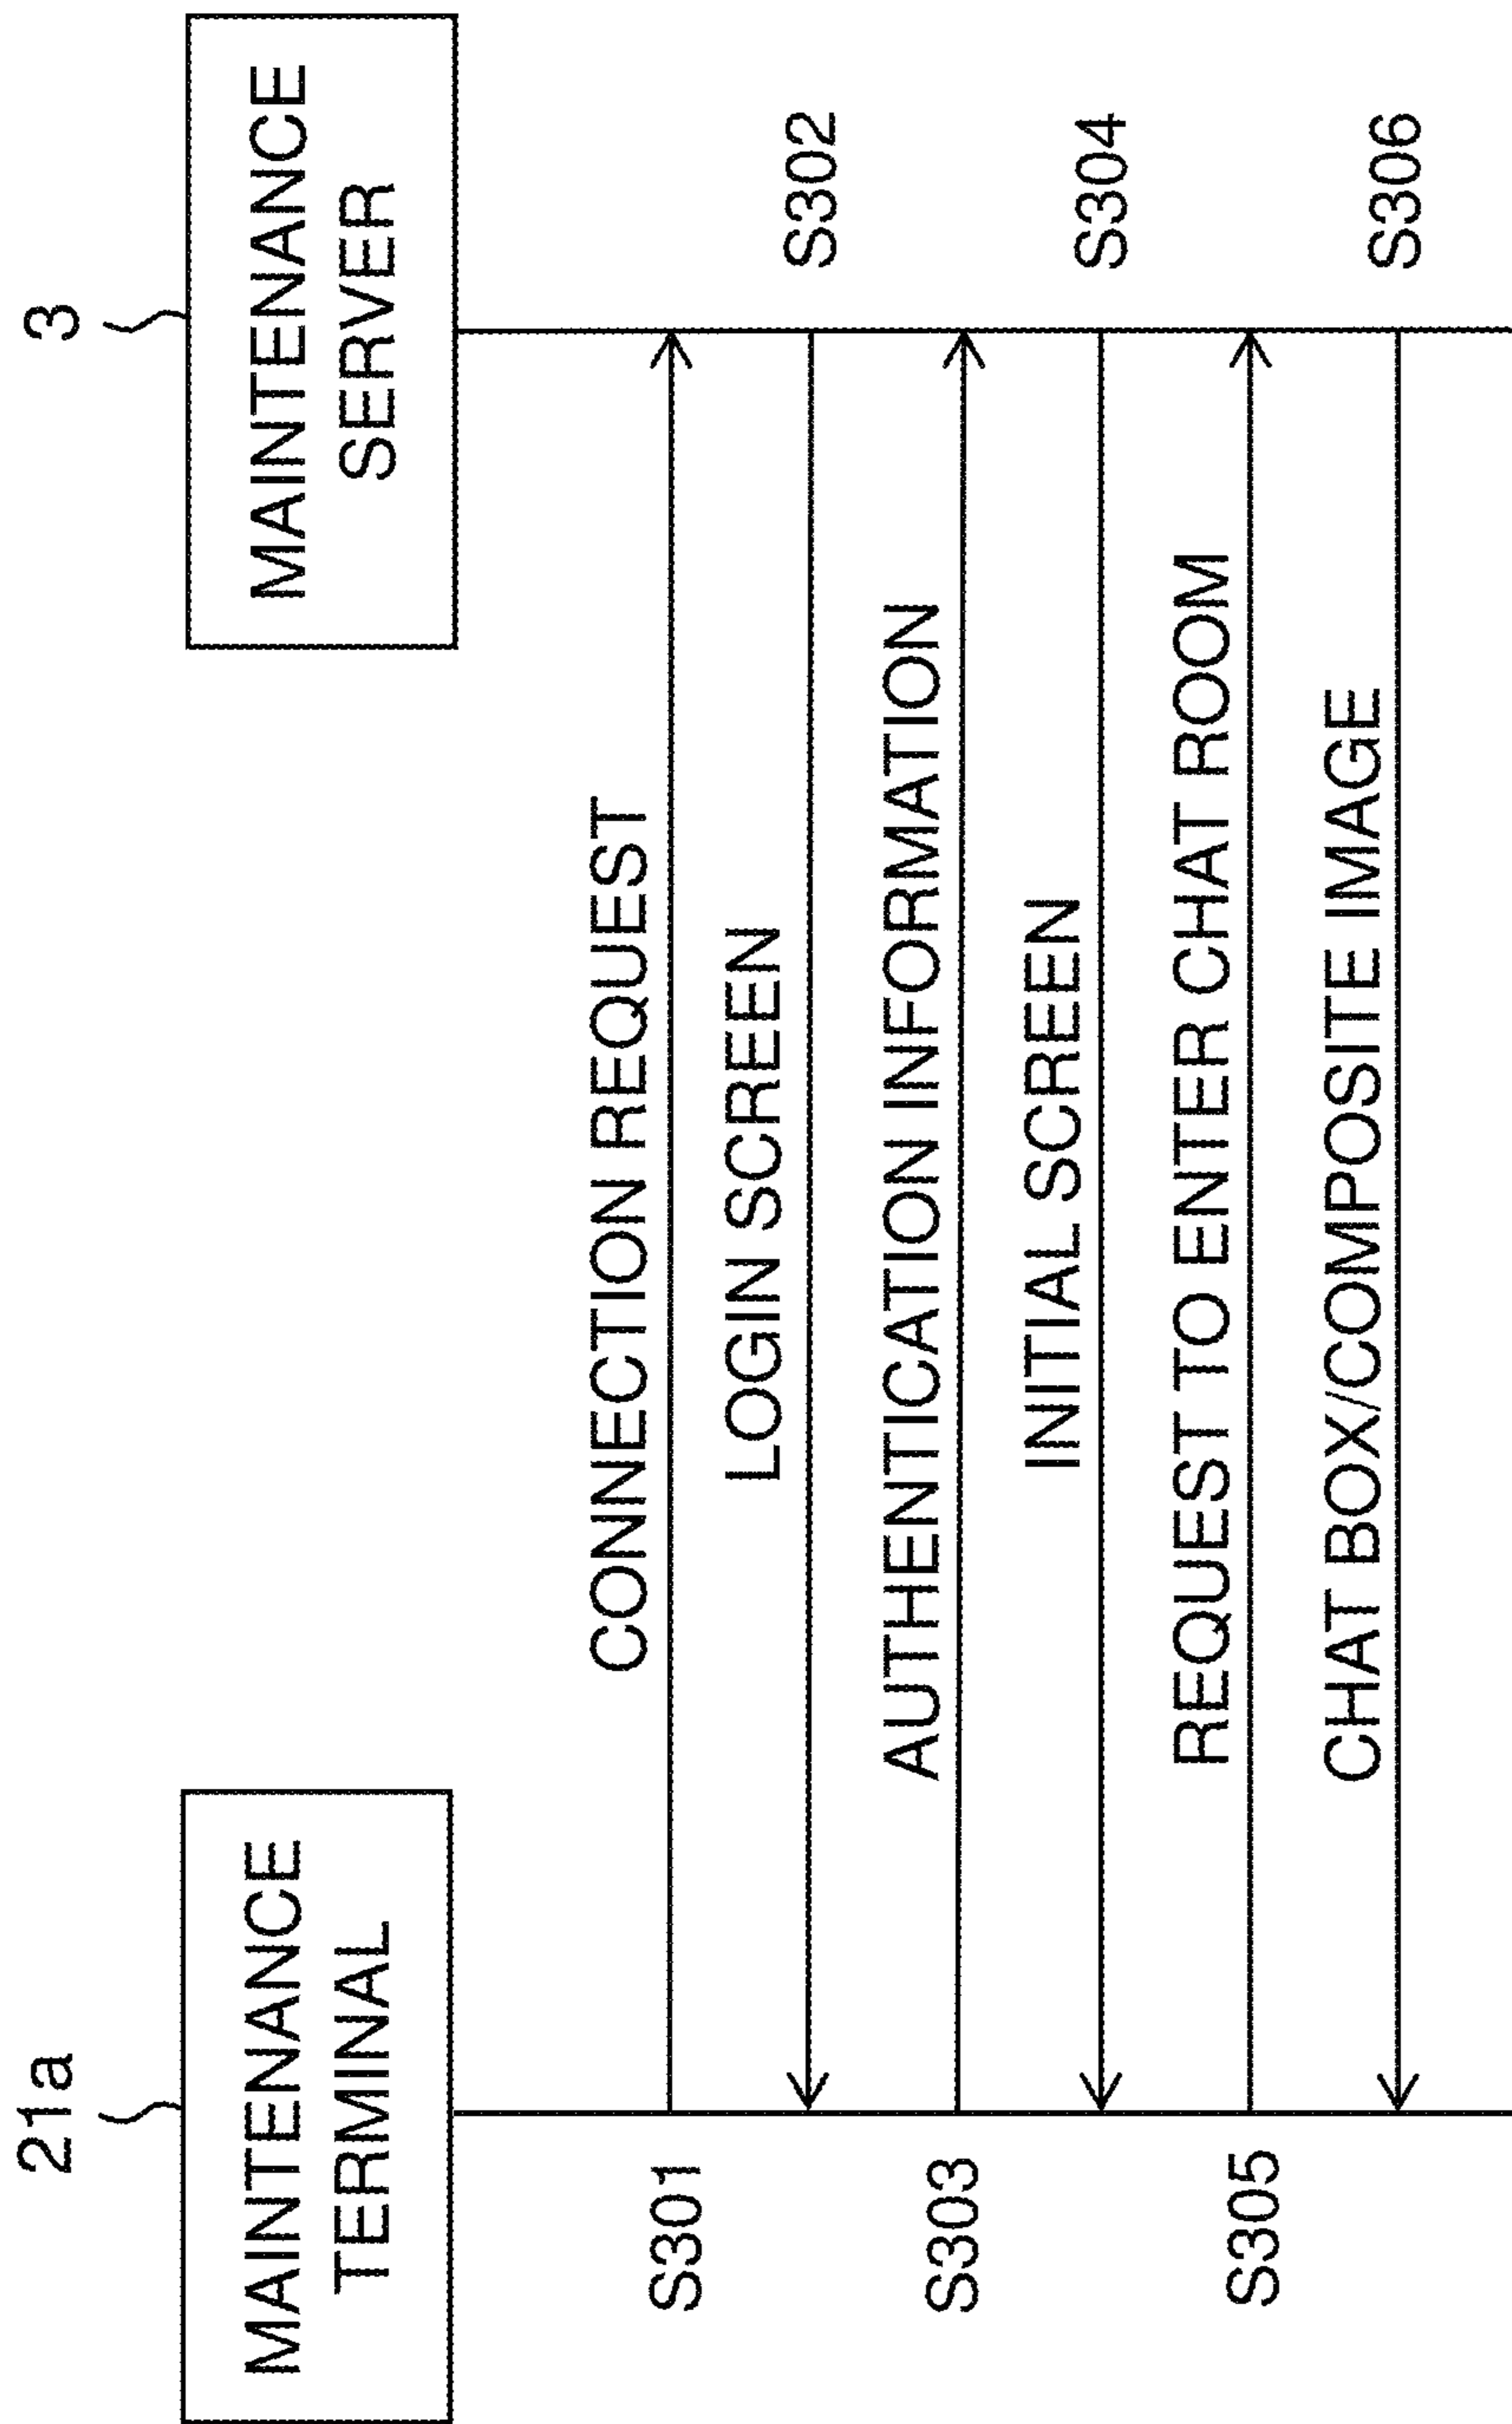 21a
3
MAINTENANCE
TERMINAL
MAINTENANCE
SERVER
CONNECTION REQUEST
S301
LOGIN SCREEN
S302
AUTHENTICATION INFORMATION
S303
INITIAL SCREEN
S304
REQUEST TO ENTER CHAT ROOM
S305
CHAT BOX/COMPOSITE IMAGE
S306